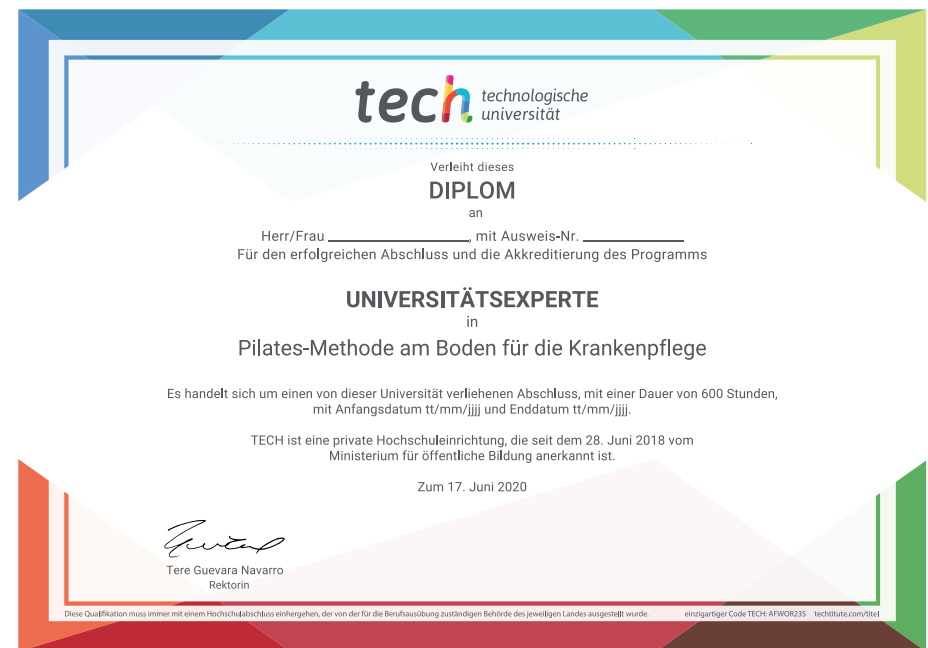 tech technologische
universität
Verleiht dieses
DIPLOM
an
Herr/Frau ____________, mit Ausweis-Nr. ____________
Für den erfolgreichen Abschluss und die Akkreditierung des Programms
UNIVERSITÄTSEXPERTE
in
Pilates-Methode am Boden für die Krankenpflege
Es handelt sich um einen von dieser Universität verliehenen Abschluss, mit einer Dauer von 600 Stunden,
mit Anfangsdatum tt/mm/jjjj und Enddatum tt/mm/jjjj.
TECH ist eine private Hochschuleinrichtung, die seit dem 28. Juni 2018 vom
Ministerium für öffentliche Bildung anerkannt ist.
Zum 17. Juni 2020
Tere Guevara Navarro
Rektorin
Diese Qualifikation muss immer mit einem Hochschulabschluss einhergehen, der von der für die Berufsausübung zuständigen Behörde des jeweiligen Landes ausgestellt wurde. einzigartiger Code TECH: AFWOR23S techtitute.com/titel